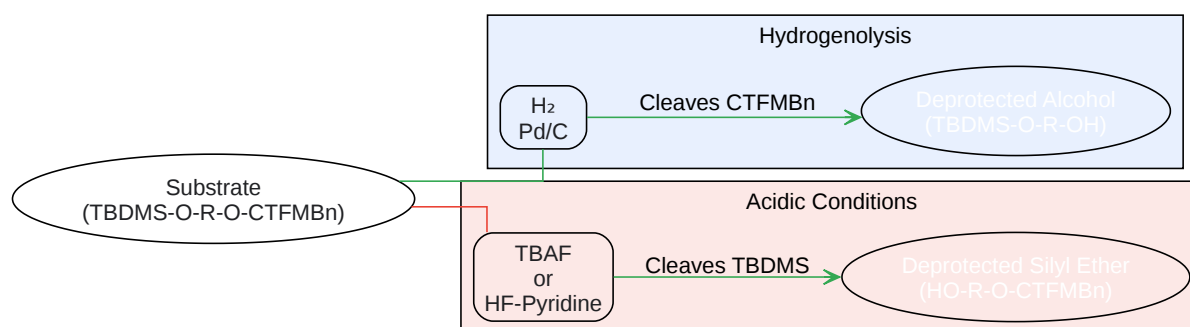 Hydrogenolysis
H₂
Pd/C
Cleaves CTFMBn
Deprotected Alcohol
(TBDMS-O-R-OH)
Substrate
(TBDMS-O-R-O-CTFMBn)
Acidic Conditions
TBAF
or
HF-Pyridine
Cleaves TBDMS
Deprotected Silyl Ether
(HO-R-O-CTFMBn)